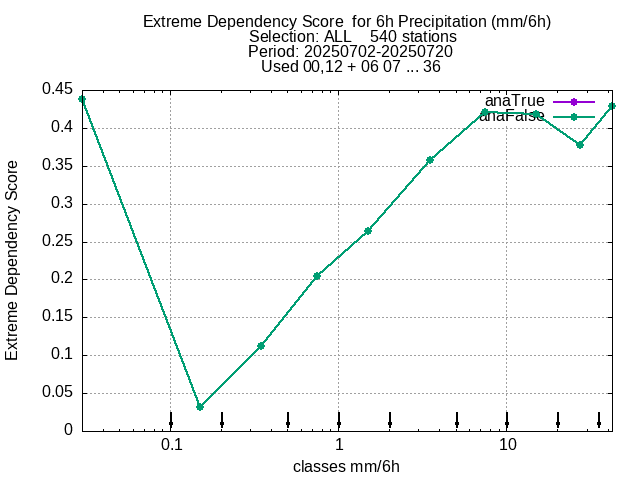 Extreme Dependency Score  for 6h Precipitation (mm/6h)
Selection: ALL    540 stations
Period: 20250702-20250720
Used 00,12 + 06 07 ... 36
anaTrue
anaFalse
0.45
0.4
0.35
0.3
0.25
0.2
0.15
0.1
0.05
0
Extreme Dependency Score
0.1
1
10
classes mm/6h